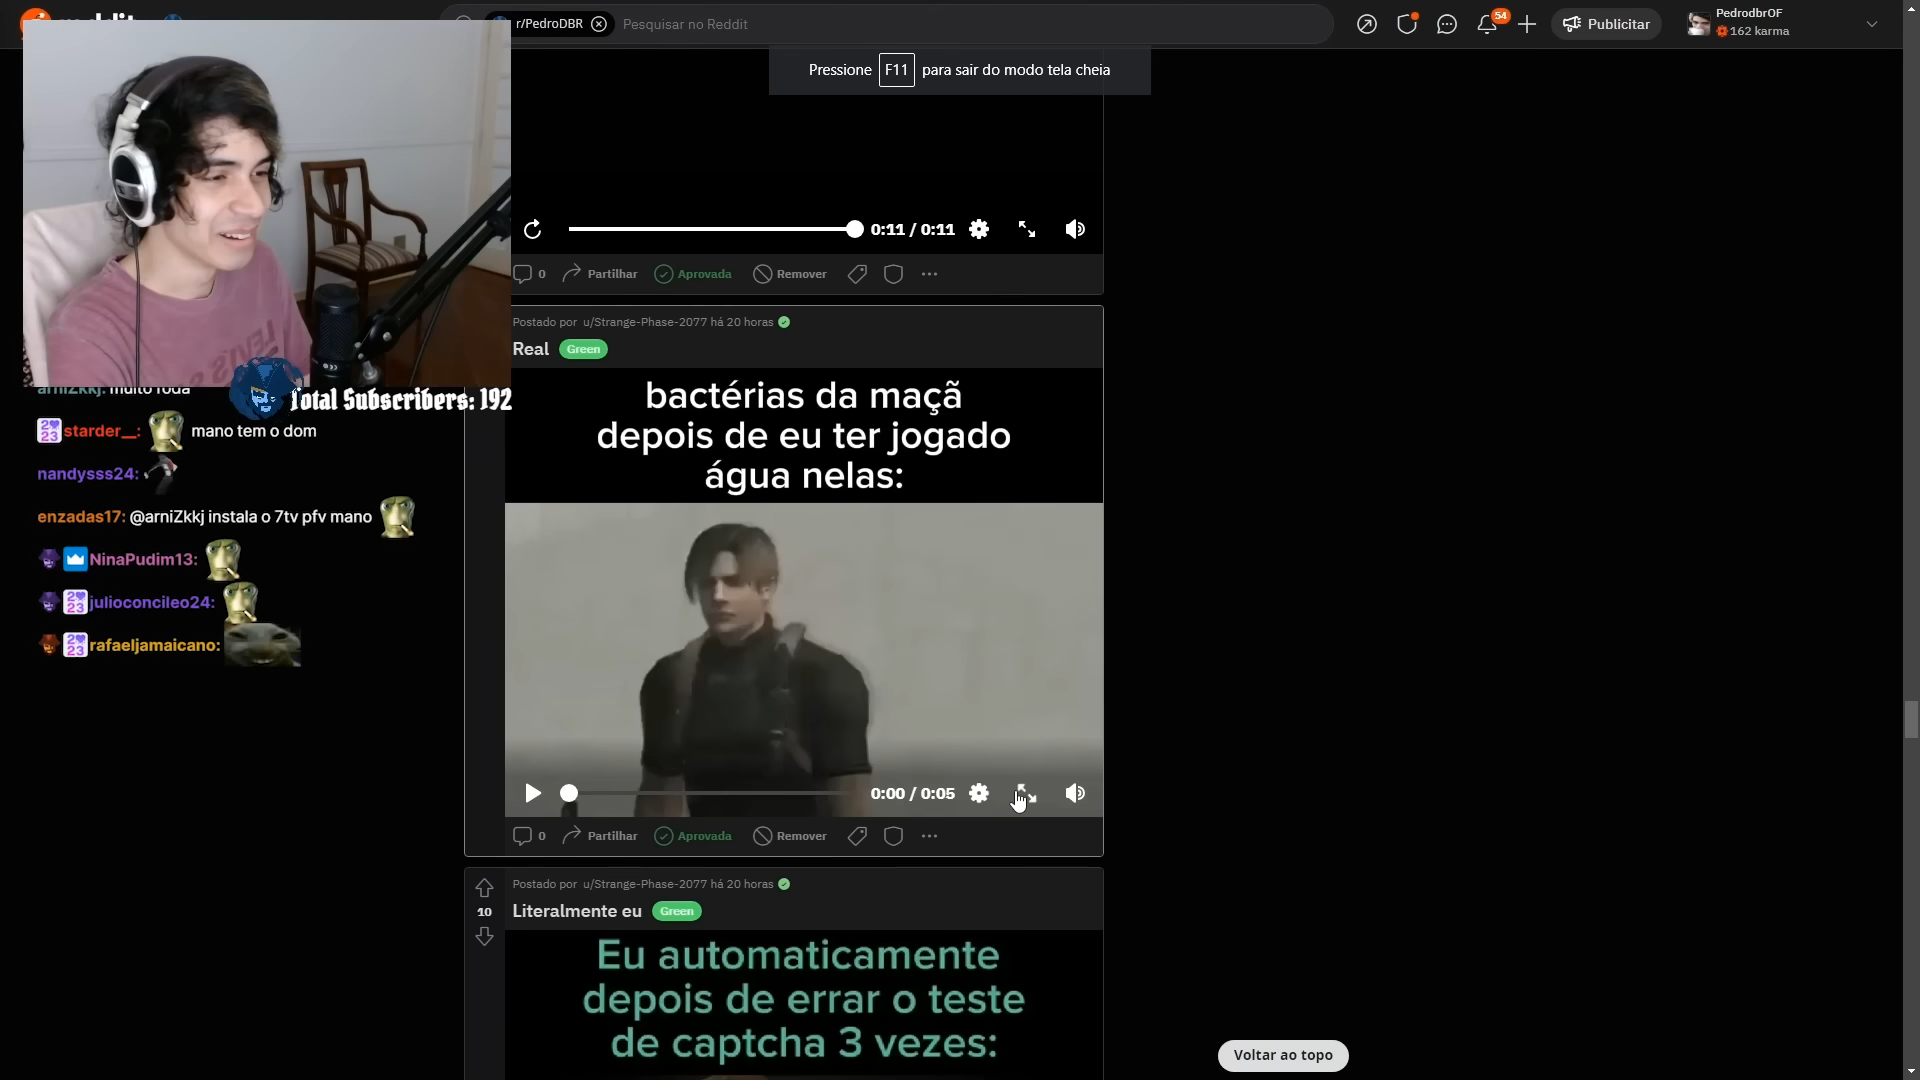 r/PedroDBR
Pesquisar no Reddit
54
Publicitar
PedrodbrOF
162 karma
Pressione F11 para sair do modo tela cheia
0:11 / 0:11
0 Partilhar Aprovada Remover
Postado por u/Strange-Phase-2077 há 20 horas
Real Green
bactérias da maçã
depois de eu ter jogado
água nelas:
0:00 / 0:05
0 Partilhar Aprovada Remover
Postado por u/Strange-Phase-2077 há 20 horas
10
Literalmente eu Green
Eu automaticamente
depois de errar o teste
de captcha 3 vezes:
Voltar ao topo
Total Subscribers: 192
arniZkkj: muito foda
starder__: mano tem o dom
nandysss24:
enzadas17: @arniZkkj instala o 7tv pfv mano
NinaPudim13:
julioconcileo24:
rafaeljamaicano: